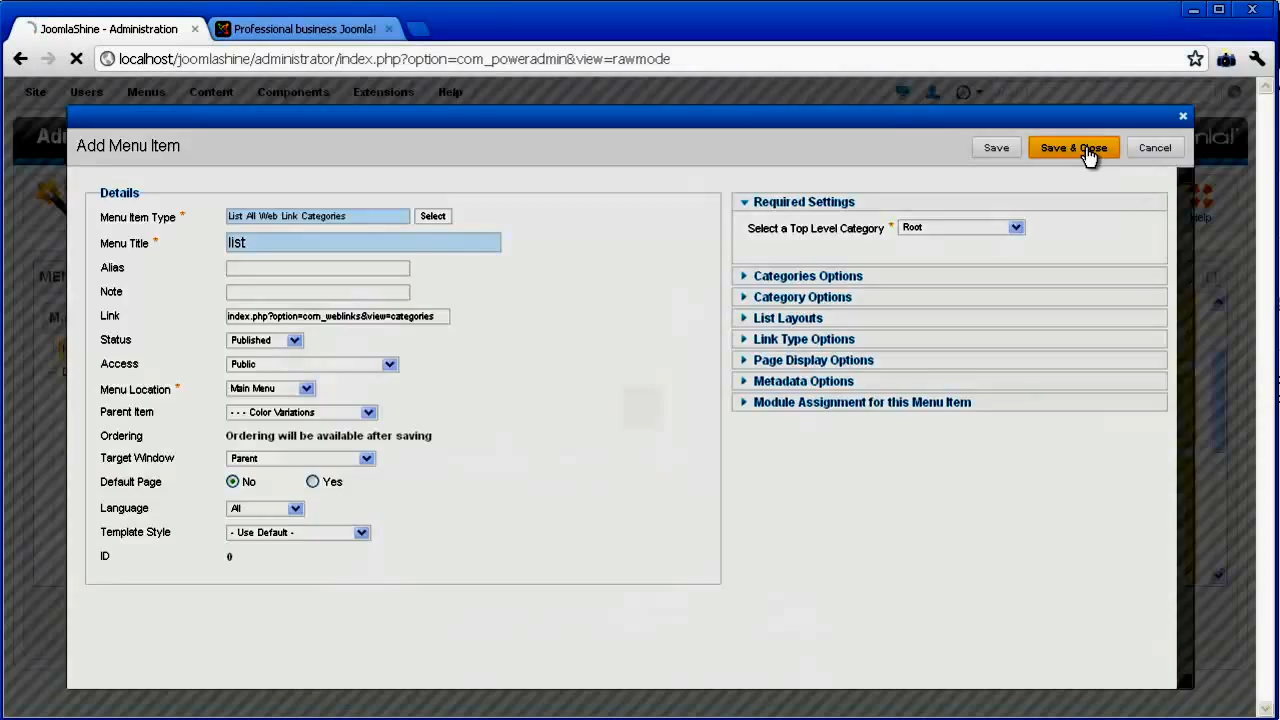 JoomlaShine - Administration
Professional business Joomla!
localhost/joomlashine/administrator/index.php?option=com_poweradmin&view=rawmode
Site Users Menus Content Components Extensions Help
Add Menu Item
Save
Save & Close
Cancel
Details
Menu Item Type *
List All Web Link Categories
Select
Menu Title *
list
Alias
Note
Link
index.php?option=com_weblinks&view=categories
Status
Published
Access
Public
Menu Location *
Main Menu
Parent Item
- - - Color Variations
Ordering
Ordering will be available after saving
Target Window
Parent
Default Page
No
Yes
Language
All
Template Style
- Use Default -
ID
0
Required Settings
Select a Top Level Category *
Root
Categories Options
Category Options
List Layouts
Link Type Options
Page Display Options
Metadata Options
Module Assignment for this Menu Item
Help